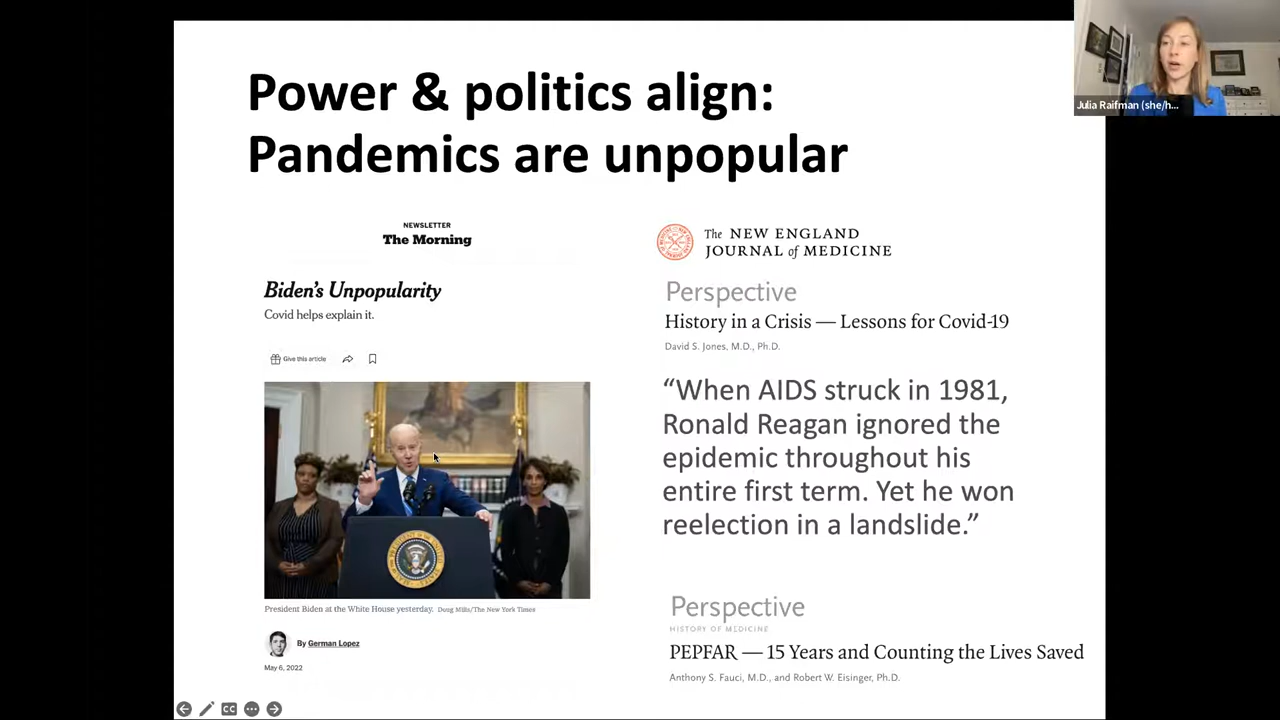 Power & politics align:
Pandemics are unpopular
Julia Raifman (she/h...
NEWSLETTER
The Morning
Biden's Unpopularity
Covid helps explain it.
Give this article
President Biden at the White House yesterday. Doug Mills/The New York Times
By German Lopez
May 6, 2022
The NEW ENGLAND
JOURNAL of MEDICINE
Perspective
History in a Crisis — Lessons for Covid-19
David S. Jones, M.D., Ph.D.
“When AIDS struck in 1981,
Ronald Reagan ignored the
epidemic throughout his
entire first term. Yet he won
reelection in a landslide.”
Perspective
HISTORY OF MEDICINE
PEPFAR — 15 Years and Counting the Lives Saved
Anthony S. Fauci, M.D., and Robert W. Eisinger, Ph.D.
CC